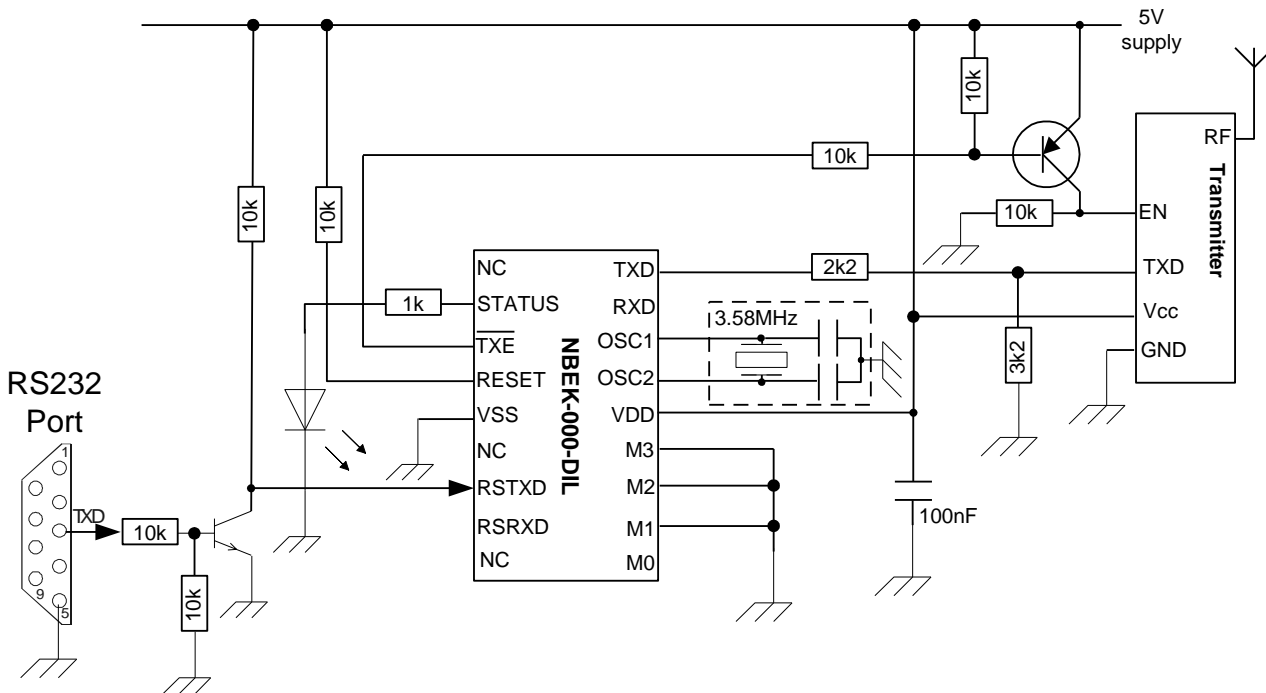 5V
supply
10k
RF
Transmitter
10k
10k
10k
10k
EN
NC
TXD
2k2
TXD
STATUS
1k
RXD
3.58MHz
Vcc
TXE
OSC1
NBEK-000-DIL
3k2
GND
RESET
OSC2
RS232
Port
VSS
VDD
NC
M3
1
RSTXD
M2
TXD
10k
RSRXD
M1
100nF
NC
M0
9
5
10k